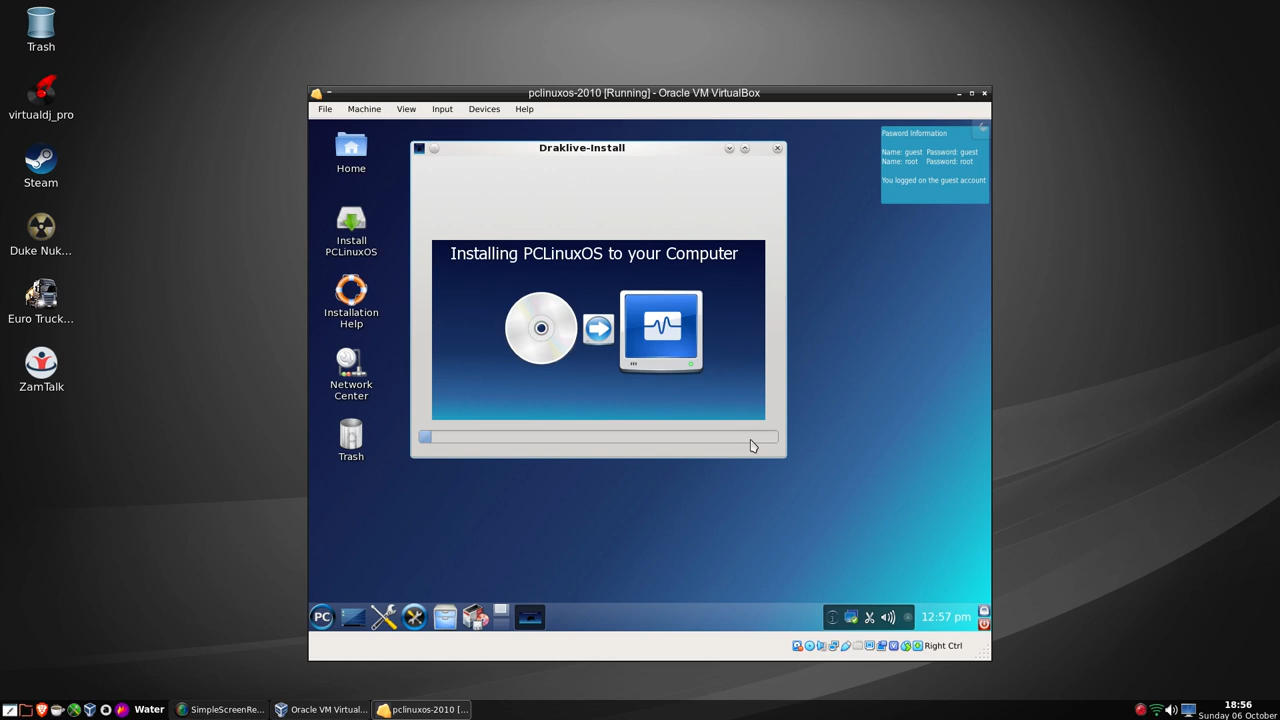 Trash
virtualdj_pro
Steam
Duke Nuk...
Euro Truck...
ZamTalk
pclinuxos-2010 [Running] - Oracle VM VirtualBox
File Machine View Input Devices Help
Home
Install
PCLinuxOS
Installation
Help
Network
Center
Trash
Draklive-Install
Installing PCLinuxOS to your Computer
Pasword Information
Name: guest Password: guest
Name: root Password: root
You logged on the guest account
PC
12:57 pm
Right Ctrl
Water
SimpleScreenRe...
Oracle VM Virtual...
pclinuxos-2010 [...
18:56
Sunday 06 October